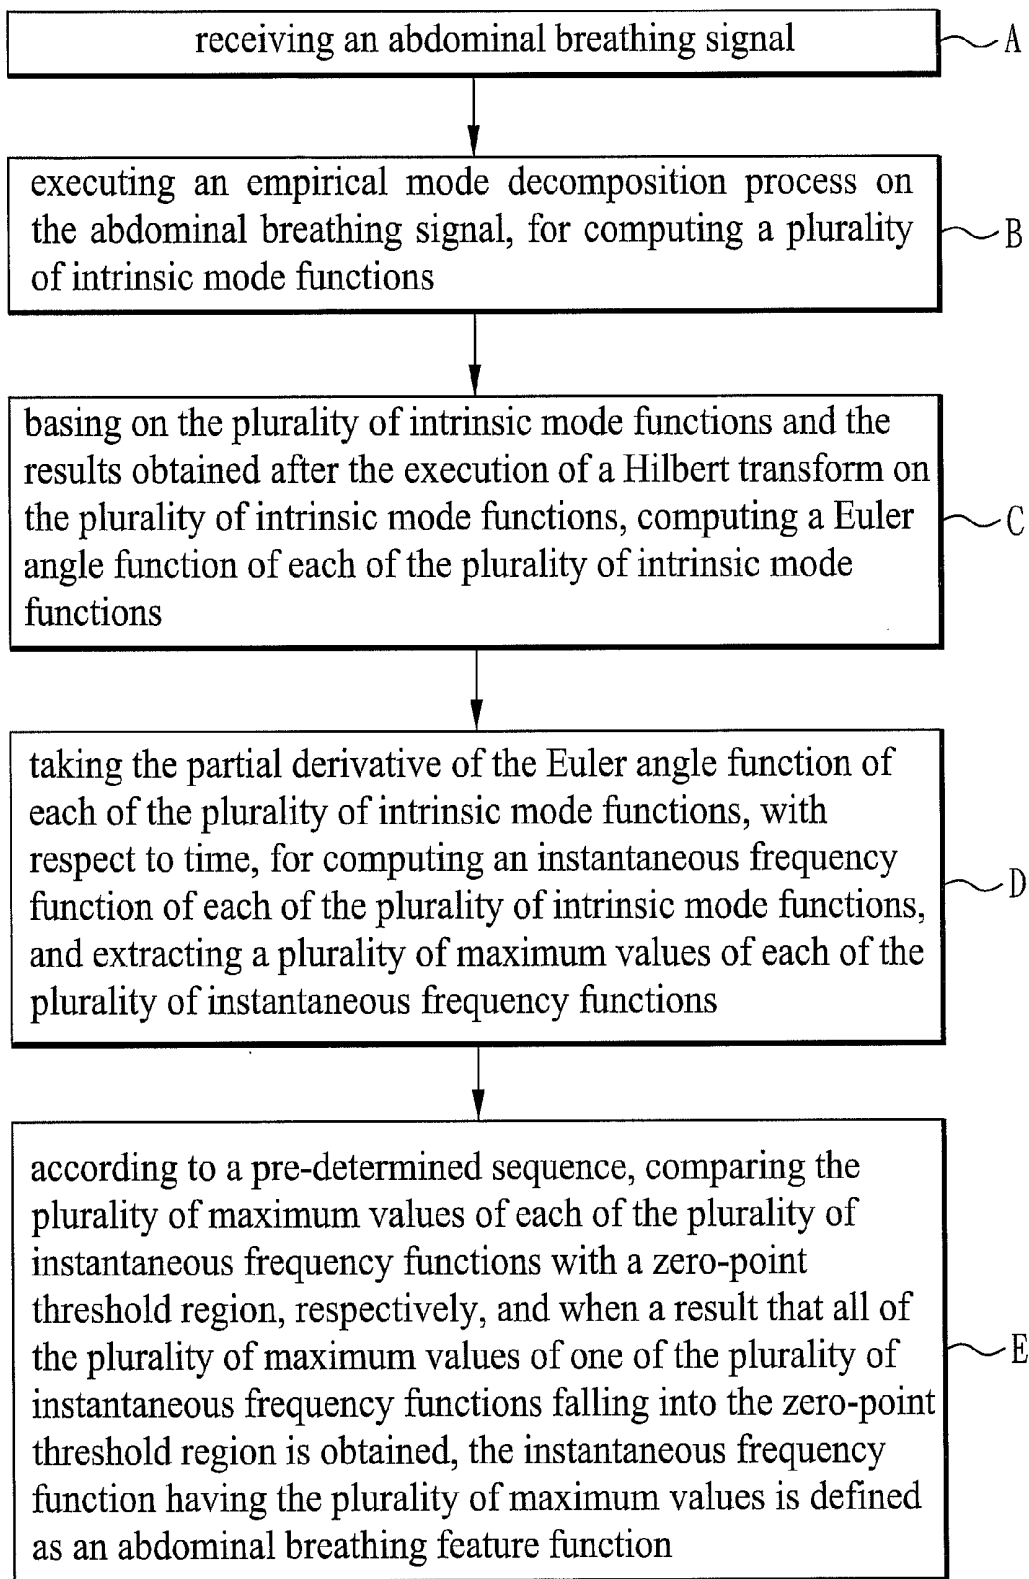 receiving an abdominal breathing signal
A
executing an empirical mode decomposition process on
the abdominal breathing signal, for computing a plurality
of intrinsic mode functions
B
basing on the plurality of intrinsic mode functions and the
results obtained after the execution of a Hilbert transform on
the plurality of intrinsic mode functions, computing a Euler
angle function of each of the plurality of intrinsic mode
functions
C
taking the partial derivative of the Euler angle function of
each of the plurality of intrinsic mode functions, with
respect to time, for computing an instantaneous frequency
function of each of the plurality of intrinsic mode functions,
and extracting a plurality of maximum values of each of the
plurality of instantaneous frequency functions
D
according to a pre-determined sequence, comparing the
plurality of maximum values of each of the plurality of
instantaneous frequency functions with a zero-point
threshold region, respectively, and when a result that all of
the plurality of maximum values of one of the plurality of
instantaneous frequency functions falling into the zero-point
threshold region is obtained, the instantaneous frequency
function having the plurality of maximum values is defined
as an abdominal breathing feature function
E